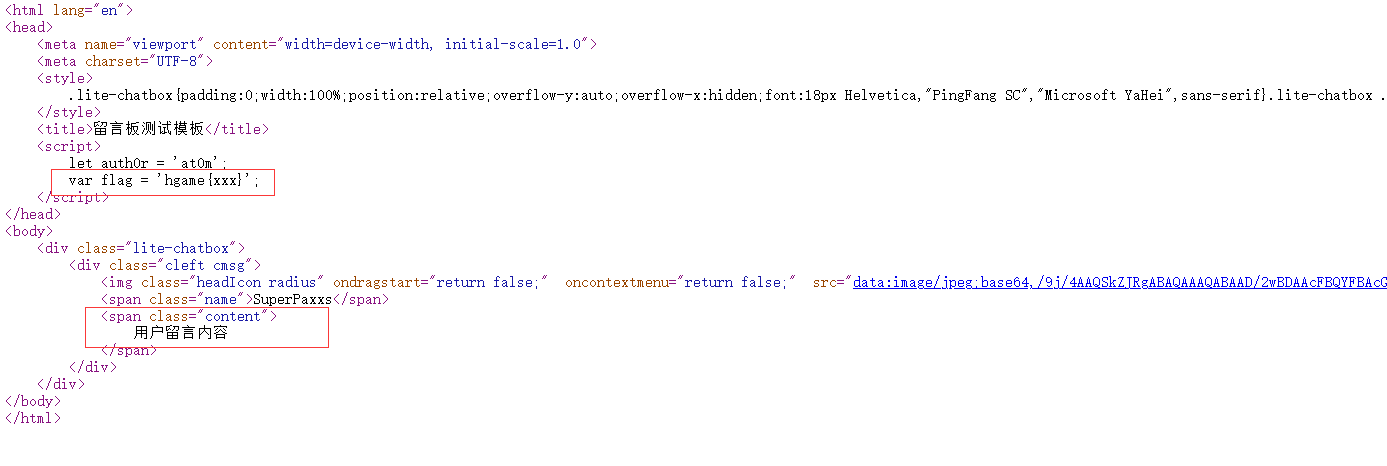 <html lang="en">
<head>
<meta name="viewport" content="width=device-width, initial-scale=1.0">
<meta charset="UTF-8">
<style>
.lite-chatbox{padding:0;width:100%;position:relative;overflow-y:auto;overflow-x:hidden;font:18px Helvetica,"PingFang SC","Microsoft YaHei",sans-serif}.lite-chatbox .
</style>
<title>留言板测试模板</title>
<script>
let auth0r = 'at0m';
var flag = 'hgame{xxx}';
</script>
</head>
<body>
<div class="lite-chatbox">
<div class="cleft cmsg">
<img class="headIcon radius" ondragstart="return false;"  oncontextmenu="return false;"  src="data:image/jpeg;base64,/9j/4AAQSkZJRgABAQAAAQABAAD/2wBDAAcFBQYFBAcG
<span class="name">SuperPaxxs</span>
<span class="content">
用户留言内容
</span>
</div>
</div>
</body>
</html>